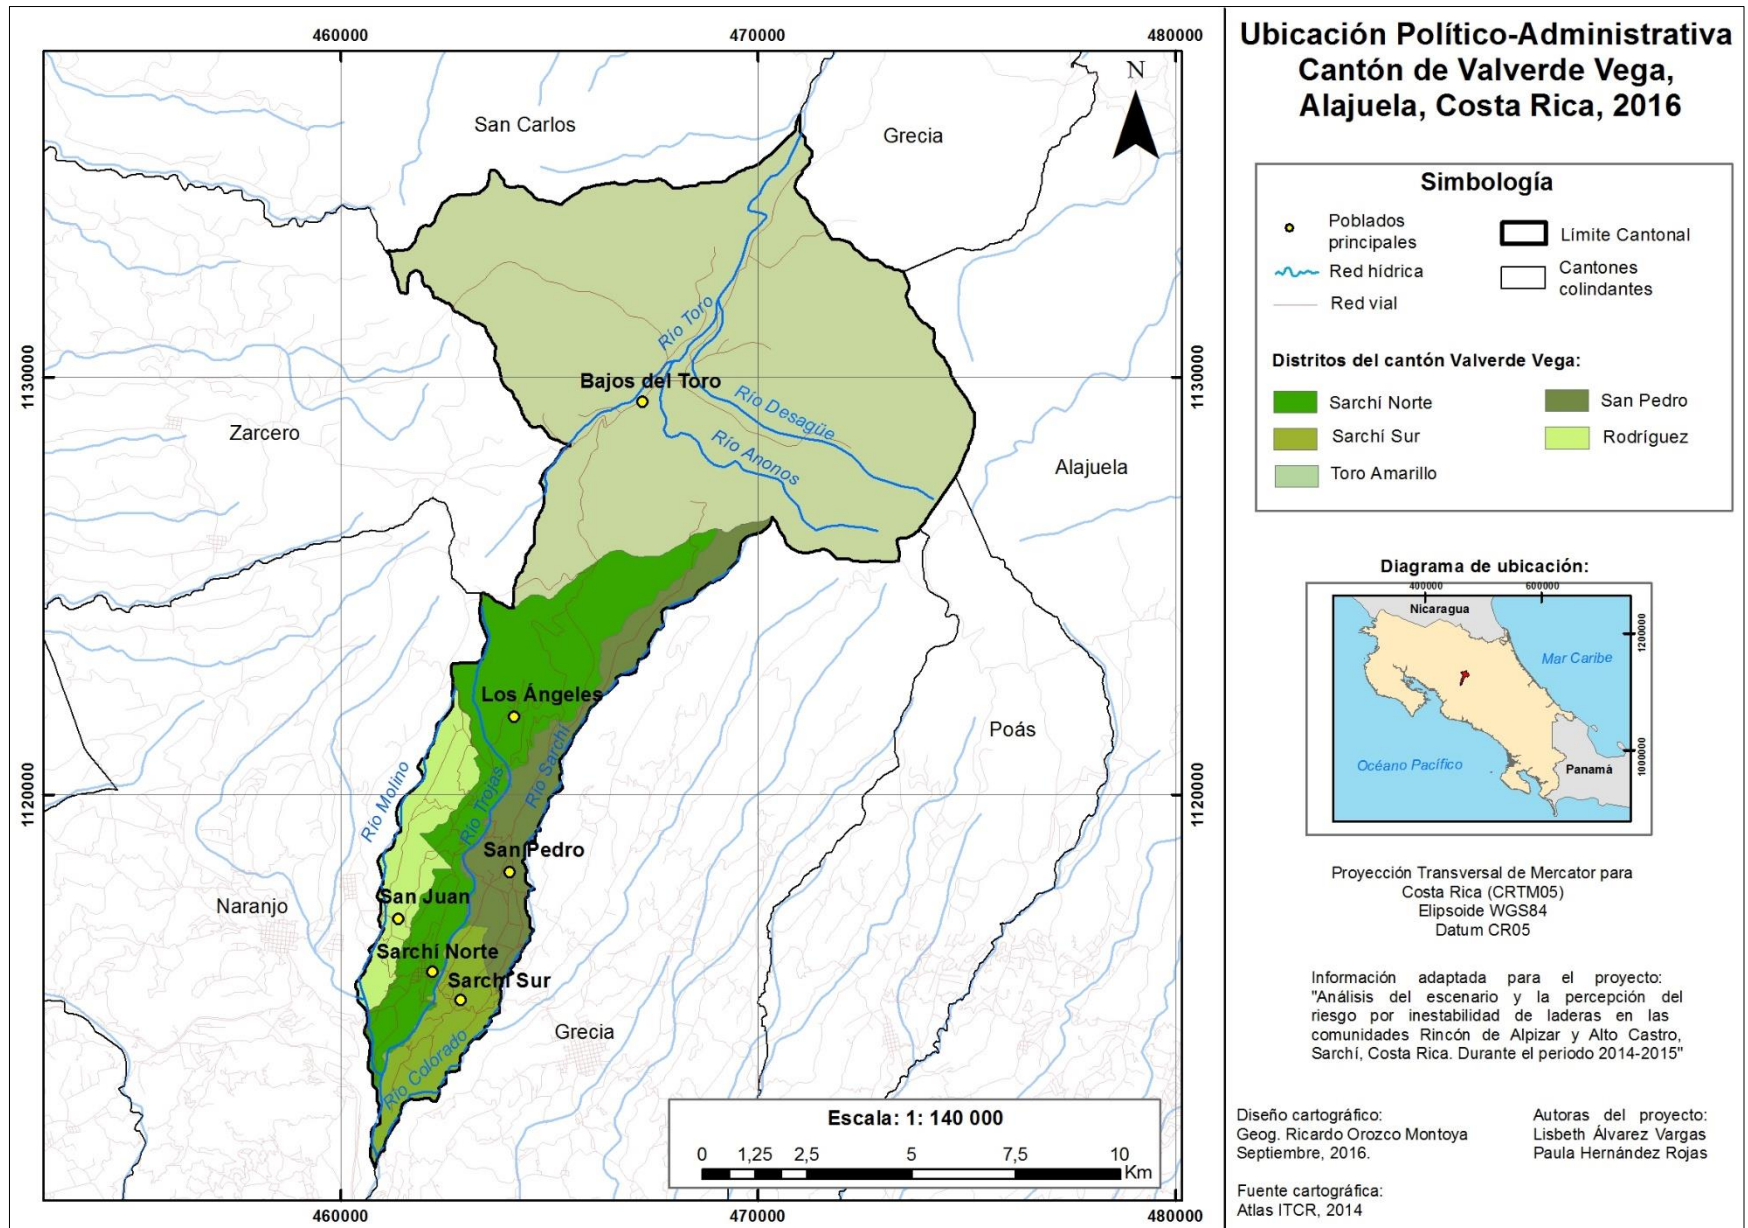 Ubicación Político-Administrativa
Cantón de Valverde Vega,
Alajuela, Costa Rica, 2016
460000
470000
480000
N
San Carlos
Grecia
Río Toro
1130000
1130000
Bajos del Toro
Río Desagüe
Zarcero
Río Anonos
Alajuela
Los Ángeles
Poás
Río Sarchí
Río Molino
Río Trojas
1120000
1120000
San Pedro
San Juan
Naranjo
Sarchí Norte
Sarchí Sur
Grecia
Río Colorado
Escala: 1: 140 000
0 1,25 2,5 5 7,5 10
Km
460000
470000
480000
Simbología
Poblados
principales
Límite Cantonal
Red hídrica
Cantones
colindantes
Red vial
Distritos del cantón Valverde Vega:
Sarchí Norte
San Pedro
Sarchí Sur
Rodríguez
Toro Amarillo
Diagrama de ubicación:
400000
600000
Nicaragua
1200000
Mar Caribe
Océano Pacífico
Panamá
1000000
Proyección Transversal de Mercator para
Costa Rica (CRTM05)
Elipsoide WGS84
Datum CR05
Información adaptada para el proyecto:
"Análisis del escenario y la percepción del
riesgo por inestabilidad de laderas en las
comunidades Rincón de Alpizar y Alto Castro,
Sarchí, Costa Rica. Durante el periodo 2014-2015"
Diseño cartográfico:
Geog. Ricardo Orozco Montoya
Septiembre, 2016.
Autoras del proyecto:
Lisbeth Álvarez Vargas
Paula Hernández Rojas
Fuente cartográfica:
Atlas ITCR, 2014